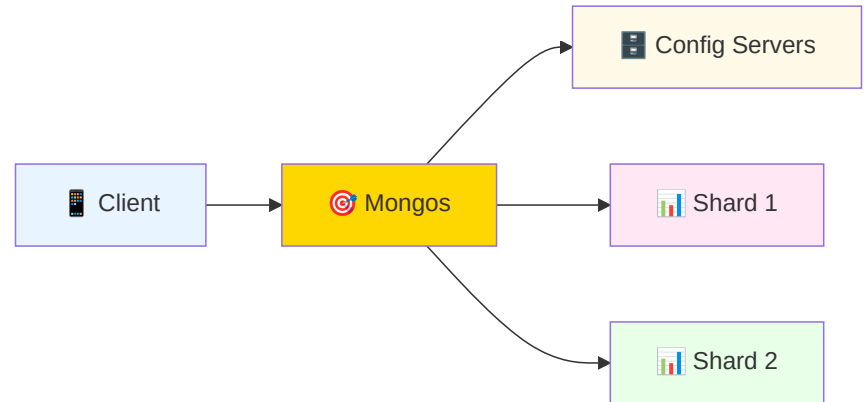 🗄️ Config Servers
📱 Client
🎯 Mongos
📊 Shard 1
📊 Shard 2